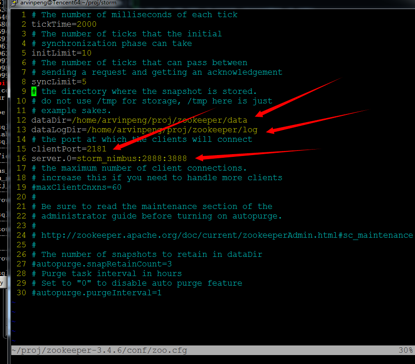 1 # The number of milliseconds of each tick
2 tickTime=2000
3 # The number of ticks that the initial
4 # synchronization phase can take
5 initLimit=10
6 # The number of ticks that can pass between
7 # sending a request and getting an acknowledgement
8 syncLimit=5
9 # the directory where the snapshot is stored.
10 # do not use /tmp for storage, /tmp here is just
11 # example sakes.
12 dataDir=/home/arvinpeng/proj/zookeeper/data
13 dataLogDir=/home/arvinpeng/proj/zookeeper/log
14 # the port at which the clients will connect
15 clientPort=2181
16 server.0=storm_nimbus:2888:3888
17 # the maximum number of client connections.
18 # increase this if you need to handle more clients
19 #maxClientCnxns=60
20 #
21 # Be sure to read the maintenance section of the
22 # administrator guide before turning on autopurge.
23 #
24 # http://zookeeper.apache.org/doc/current/zookeeperAdmin.html#sc_maintenance
25 #
26 # The number of snapshots to retain in dataDir
27 #autopurge.snapRetainCount=3
28 # Purge task interval in hours
29 # Set to "0" to disable auto purge feature
30 #autopurge.purgeInterval=1
~/proj/zookeeper-3.4.6/conf/zoo.cfg 30%